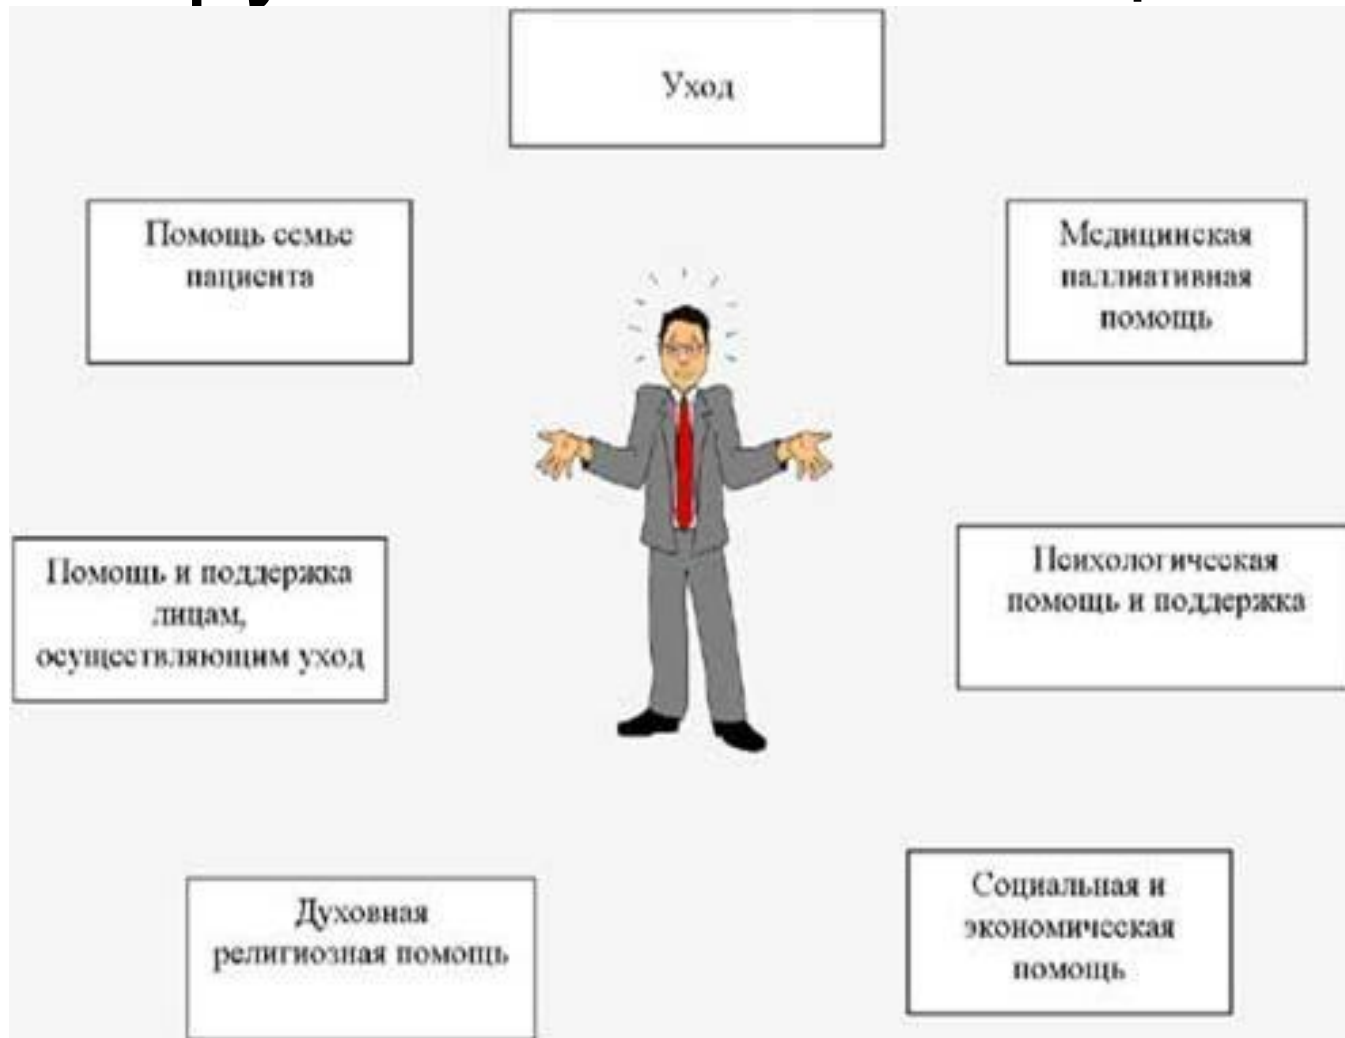 Уход
Помощь семье
пациента
Медицинская
паллиативная
помощь
Помощь и поддержка
лицам,
осуществляющим уход
Психологическая
помощь и поддержка
Духовная
религиозная помощь
Социальная и
экономическая
помощь